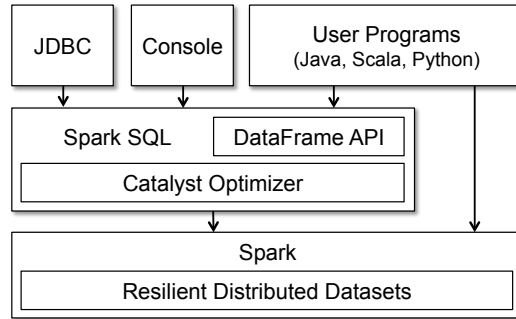 JDBC
Console
User Programs
(Java, Scala, Python)
Spark SQL
DataFrame API
Catalyst Optimizer
Spark
Resilient Distributed Datasets